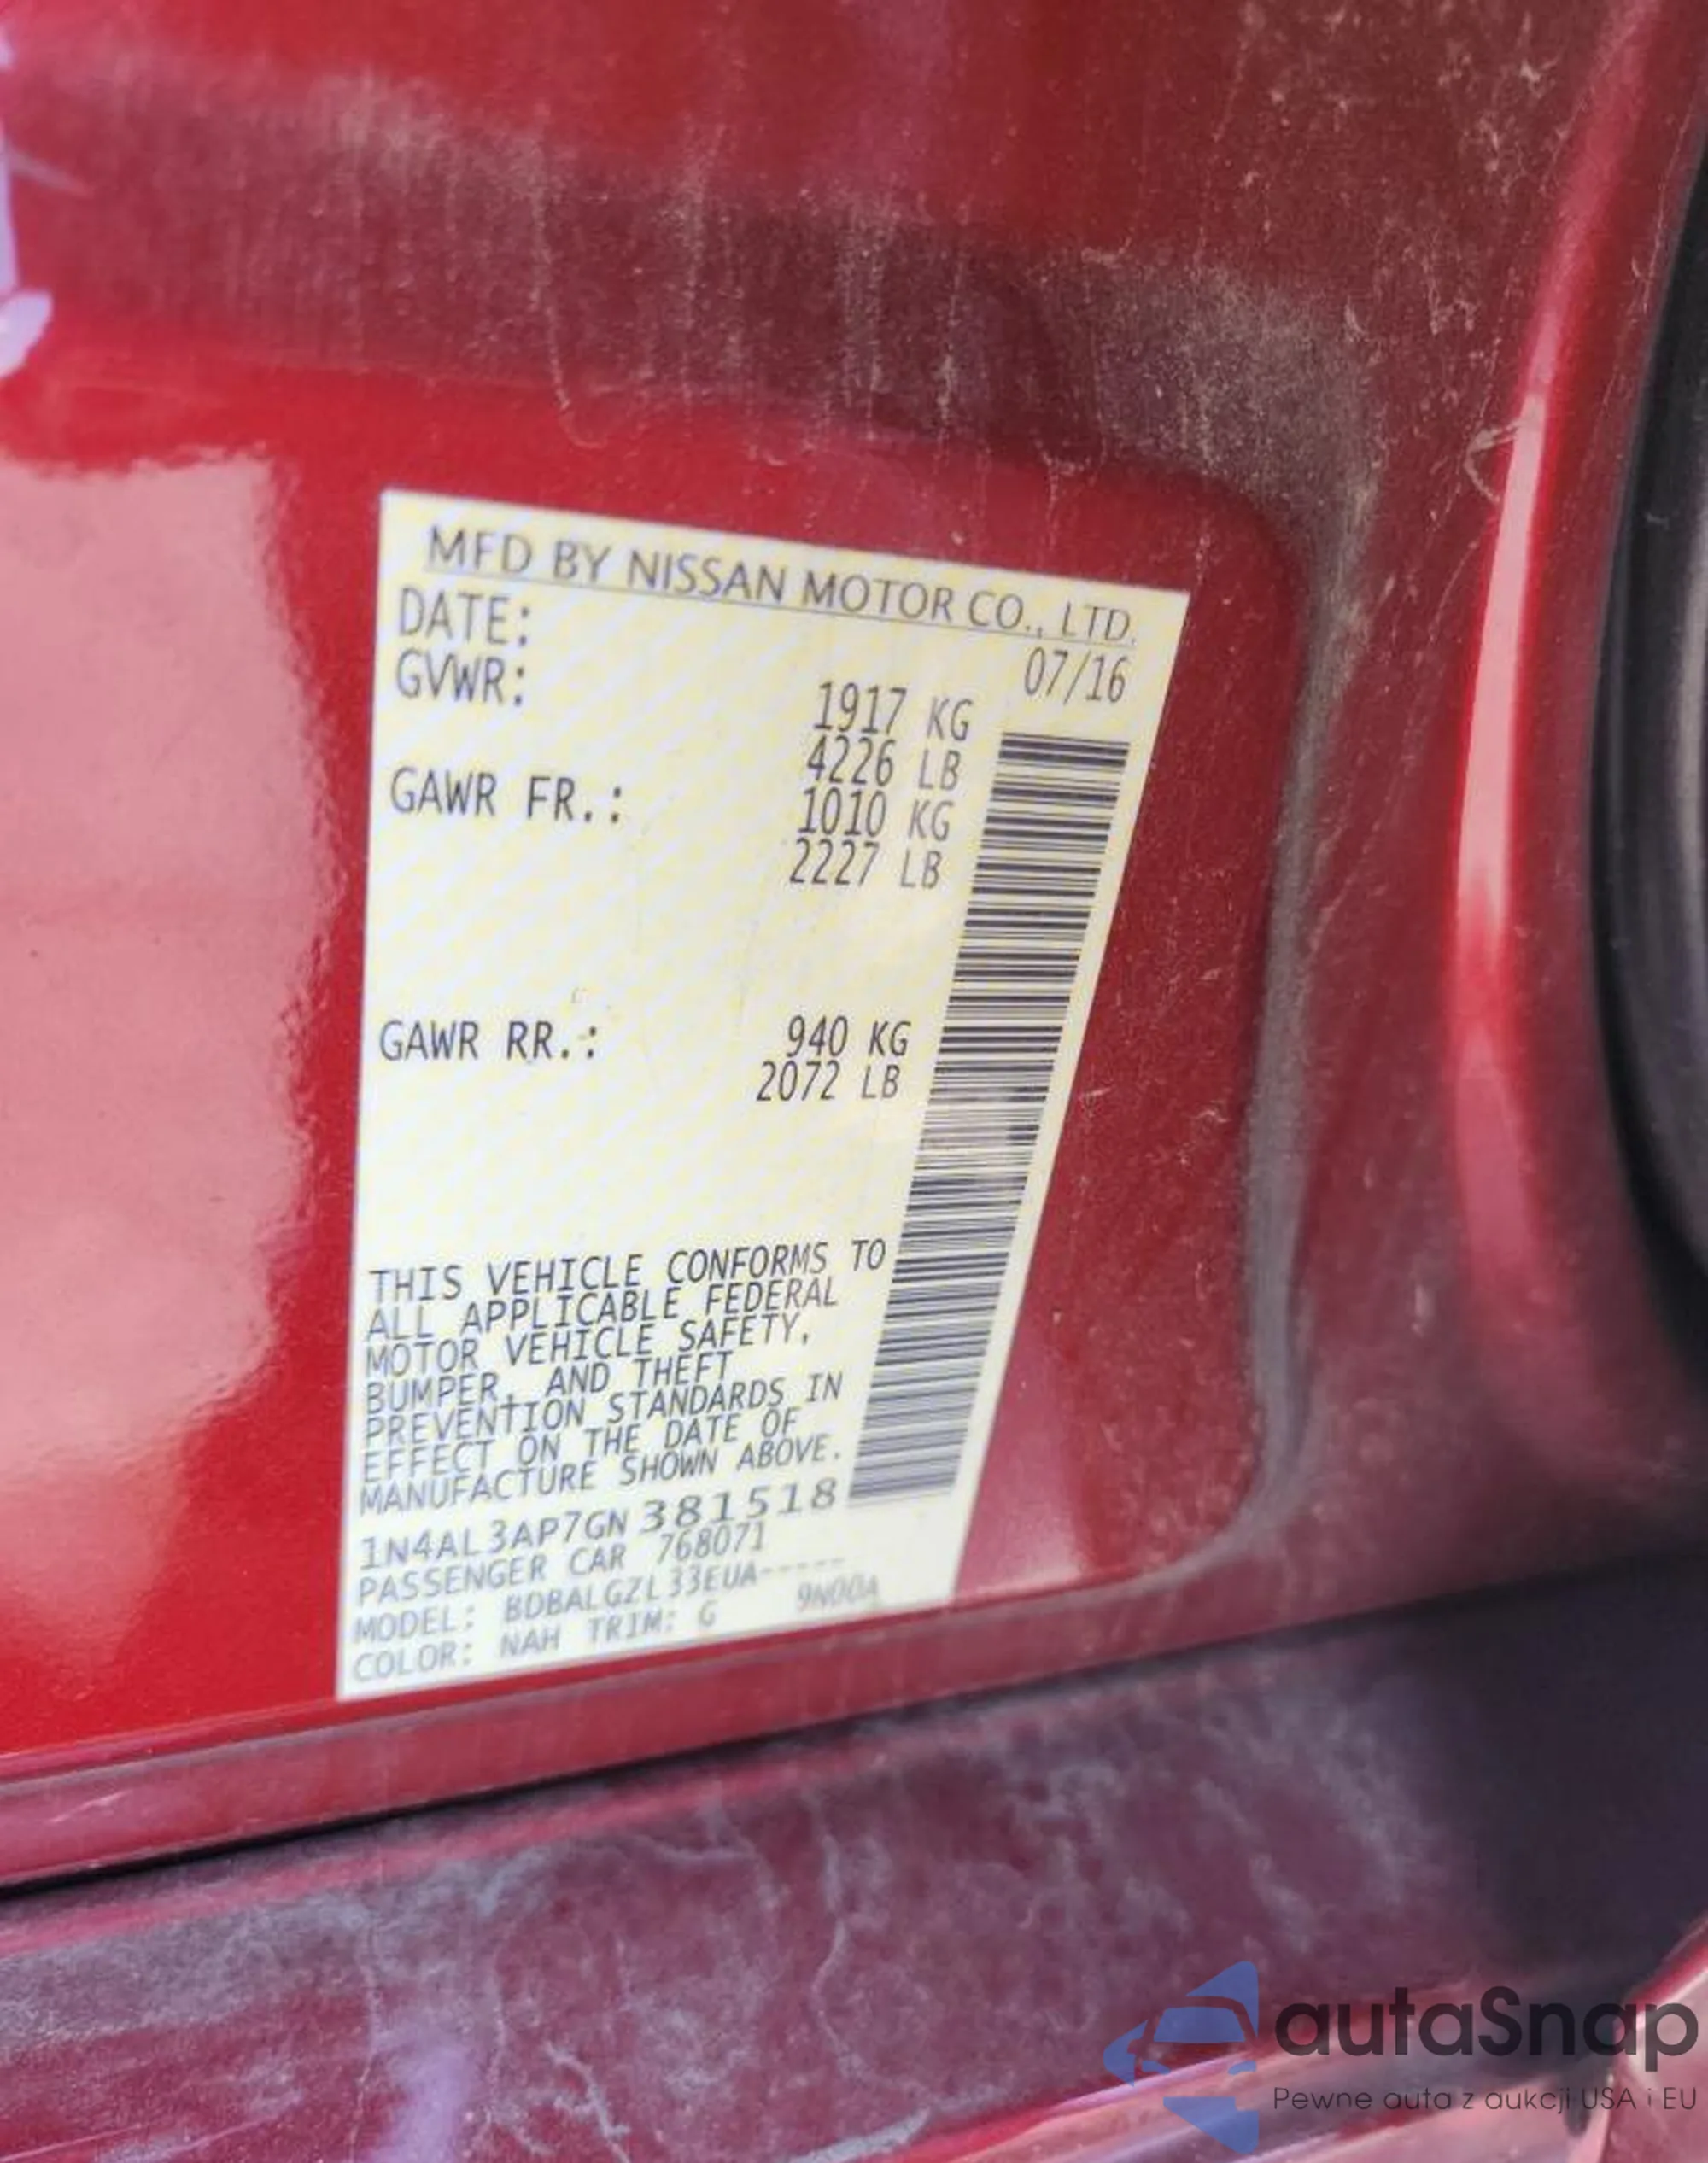 MFD BY NISSAN MOTOR CO., LTD.
DATE: 07/16
GVWR: 1917 KG
4226 LB
GAWR FR.: 1010 KG
2227 LB
GAWR RR.: 940 KG
2072 LB
THIS VEHICLE CONFORMS TO
ALL APPLICABLE FEDERAL
MOTOR VEHICLE SAFETY,
BUMPER, AND THEFT
PREVENTION STANDARDS IN
EFFECT ON THE DATE OF
MANUFACTURE SHOWN ABOVE.
1N4AL3AP7GN381518
PASSENGER CAR 768071
MODEL: BDBALGZL33EUA-----
COLOR: NAH TRIM: G 9N00A
autaSnap
Pewne auta z aukcji USA i EU